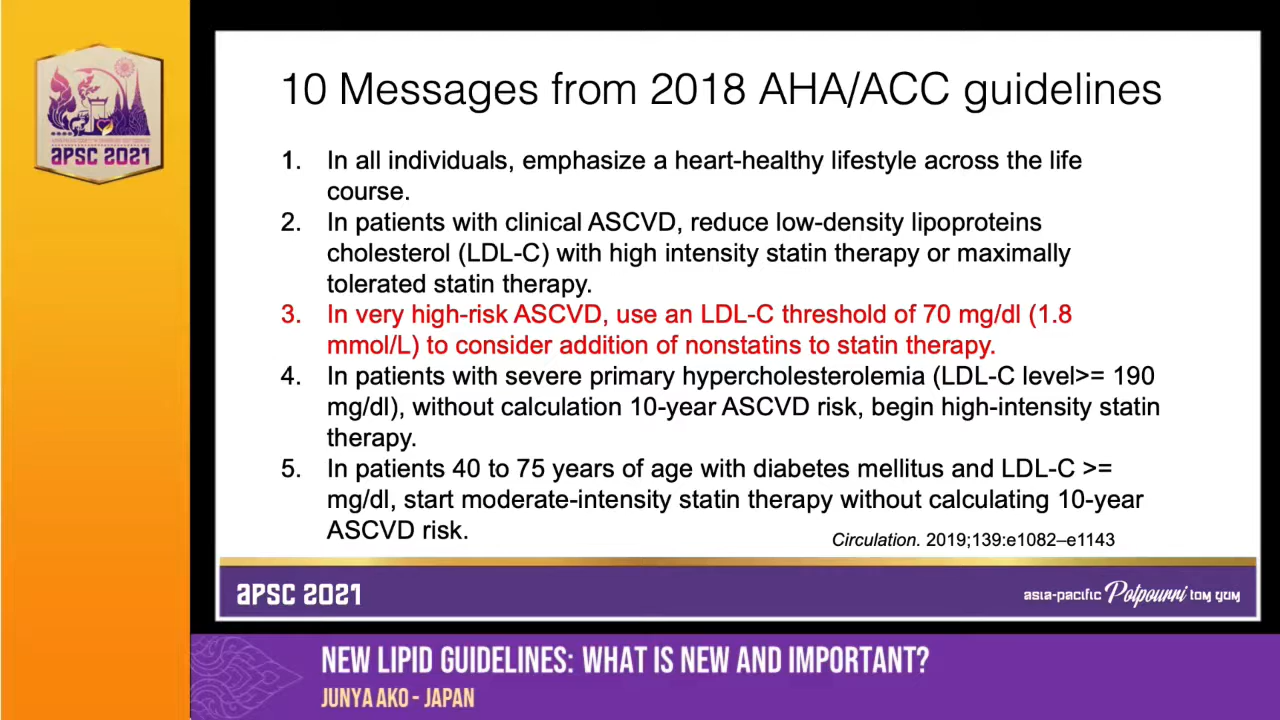 APSC 2021
10 Messages from 2018 AHA/ACC guidelines
1. In all individuals, emphasize a heart-healthy lifestyle across the life
course.
2. In patients with clinical ASCVD, reduce low-density lipoproteins
cholesterol (LDL-C) with high intensity statin therapy or maximally
tolerated statin therapy.
3. In very high-risk ASCVD, use an LDL-C threshold of 70 mg/dl (1.8
mmol/L) to consider addition of nonstatins to statin therapy.
4. In patients with severe primary hypercholesterolemia (LDL-C level>= 190
mg/dl), without calculation 10-year ASCVD risk, begin high-intensity statin
therapy.
5. In patients 40 to 75 years of age with diabetes mellitus and LDL-C >=
mg/dl, start moderate-intensity statin therapy without calculating 10-year
ASCVD risk.
Circulation. 2019;139:e1082–e1143
APSC 2021
asia-pacific Potpourri tom yum
NEW LIPID GUIDELINES: WHAT IS NEW AND IMPORTANT?
JUNYA AKO - JAPAN